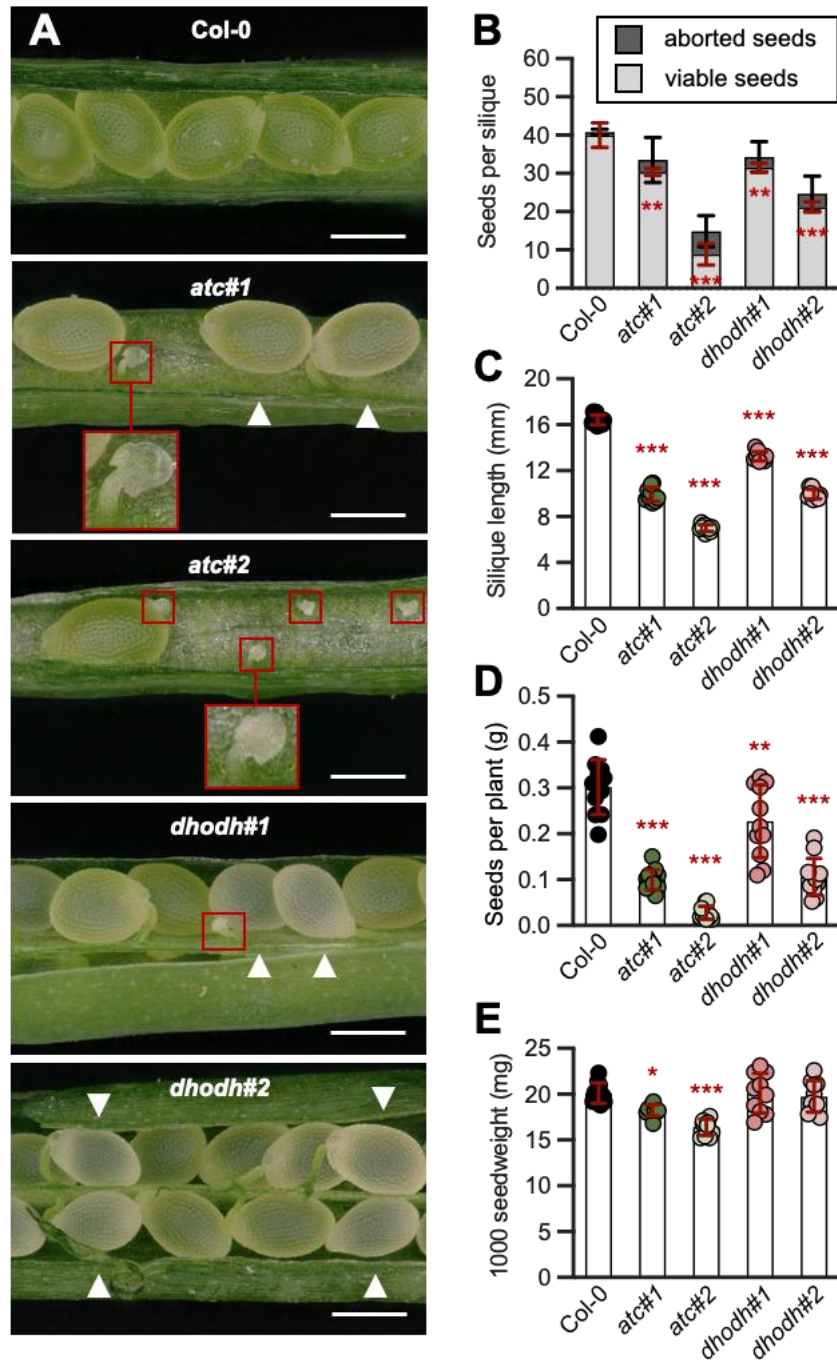 A
Col-0
atc#1
atc#2
dhodh#1
dhodh#2
B
aborted seeds
viable seeds
Seeds per silique
60
50
40
30
20
10
0
**
***
**
***
Col-0
atc#1
atc#2
dhodh#1
dhodh#2
C
Silique length (mm)
20
16
12
8
4
0
***
***
***
***
Col-0
atc#1
atc#2
dhodh#1
dhodh#2
D
Seeds per plant (g)
0.5
0.4
0.3
0.2
0.1
0.0
***
***
**
***
Col-0
atc#1
atc#2
dhodh#1
dhodh#2
E
1000 seedweight (mg)
25
20
15
10
5
0
*
***
Col-0
atc#1
atc#2
dhodh#1
dhodh#2